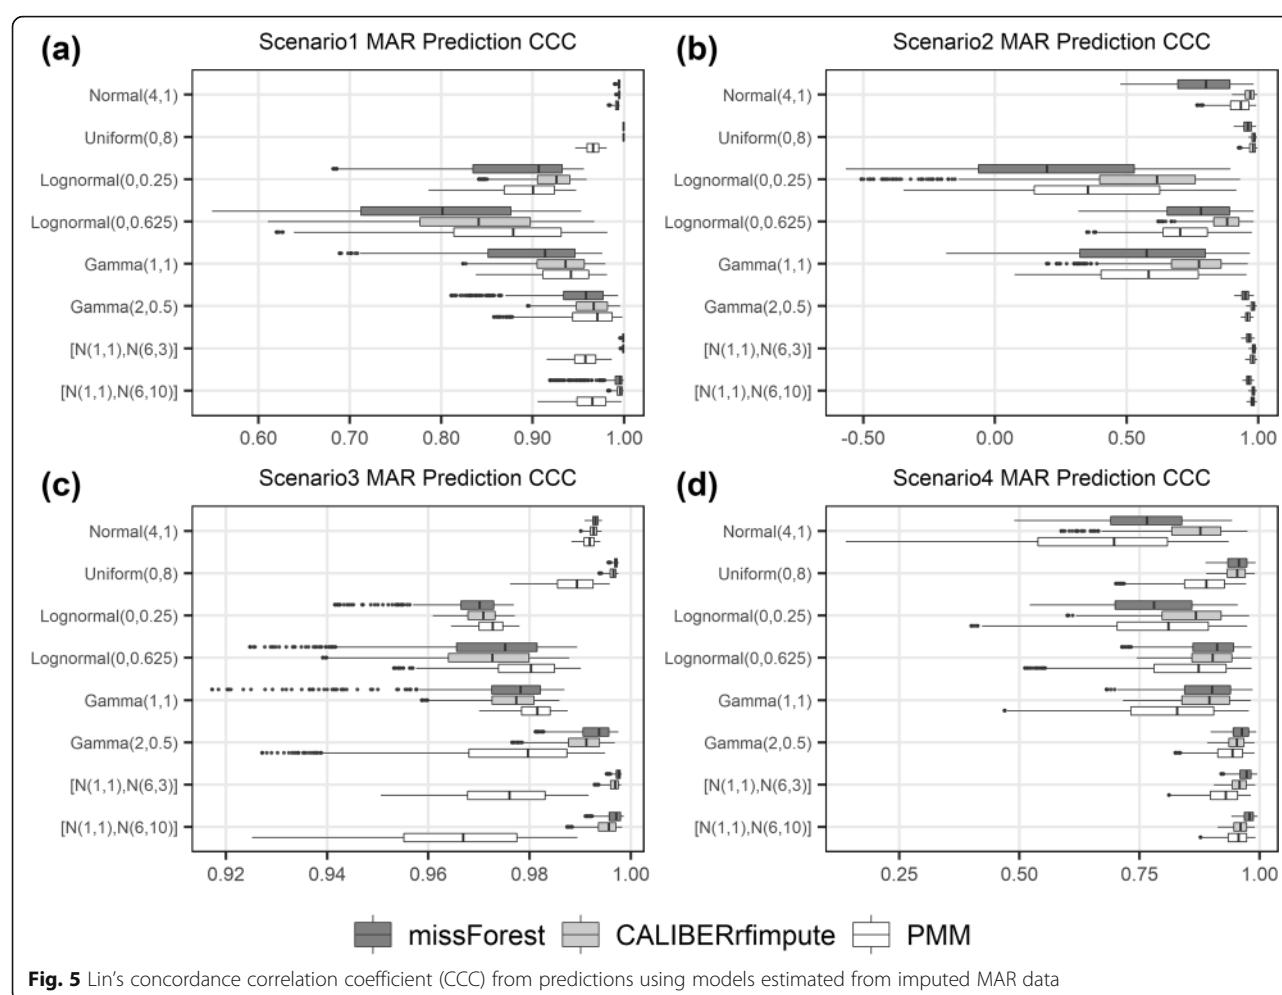 (a) Scenario1 MAR Prediction CCC
Normal(4,1)
Uniform(0,8)
Lognormal(0,0.25)
Lognormal(0,0.625)
Gamma(1,1)
Gamma(2,0.5)
[N(1,1),N(6,3)]
[N(1,1),N(6,10)]
0.60 0.70 0.80 0.90 1.00
(b) Scenario2 MAR Prediction CCC
Normal(4,1)
Uniform(0,8)
Lognormal(0,0.25)
Lognormal(0,0.625)
Gamma(1,1)
Gamma(2,0.5)
[N(1,1),N(6,3)]
[N(1,1),N(6,10)]
-0.50 0.00 0.50 1.00
(c) Scenario3 MAR Prediction CCC
Normal(4,1)
Uniform(0,8)
Lognormal(0,0.25)
Lognormal(0,0.625)
Gamma(1,1)
Gamma(2,0.5)
[N(1,1),N(6,3)]
[N(1,1),N(6,10)]
0.92 0.94 0.96 0.98 1.00
(d) Scenario4 MAR Prediction CCC
Normal(4,1)
Uniform(0,8)
Lognormal(0,0.25)
Lognormal(0,0.625)
Gamma(1,1)
Gamma(2,0.5)
[N(1,1),N(6,3)]
[N(1,1),N(6,10)]
0.25 0.50 0.75 1.00
missForest CALIBERrfimpute PMM
Fig. 5 Lin's concordance correlation coefficient (CCC) from predictions using models estimated from imputed MAR data